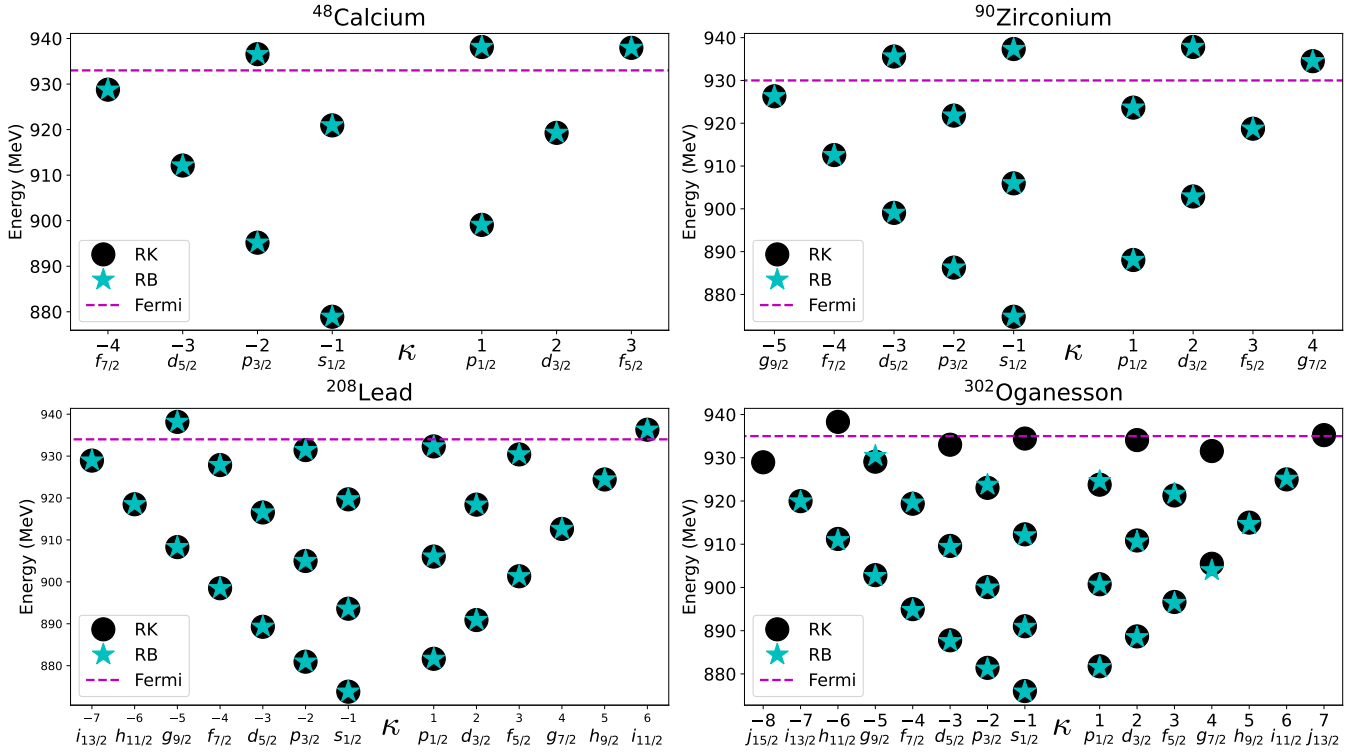 ⁴⁸Calcium
Energy (MeV)
940
930
920
910
900
890
880
RK
RB
Fermi
−4 −3 −2 −1 κ 1 2 3
f7/2 d5/2 p3/2 s1/2 p1/2 d3/2 f5/2
⁹⁰Zirconium
Energy (MeV)
940
930
920
910
900
890
880
RK
RB
Fermi
−5 −4 −3 −2 −1 κ 1 2 3 4
g9/2 f7/2 d5/2 p3/2 s1/2 p1/2 d3/2 f5/2 g7/2
²⁰⁸Lead
Energy (MeV)
940
930
920
910
900
890
880
RK
RB
Fermi
−7 −6 −5 −4 −3 −2 −1 κ 1 2 3 4 5 6
i13/2 h11/2 g9/2 f7/2 d5/2 p3/2 s1/2 p1/2 d3/2 f5/2 g7/2 h9/2 i11/2
³⁰²Oganesson
Energy (MeV)
940
930
920
910
900
890
880
RK
RB
Fermi
−8 −7 −6 −5 −4 −3 −2 −1 κ 1 2 3 4 5 6 7
j15/2 i13/2 h11/2 g9/2 f7/2 d5/2 p3/2 s1/2 p1/2 d3/2 f5/2 g7/2 h9/2 i11/2 j13/2